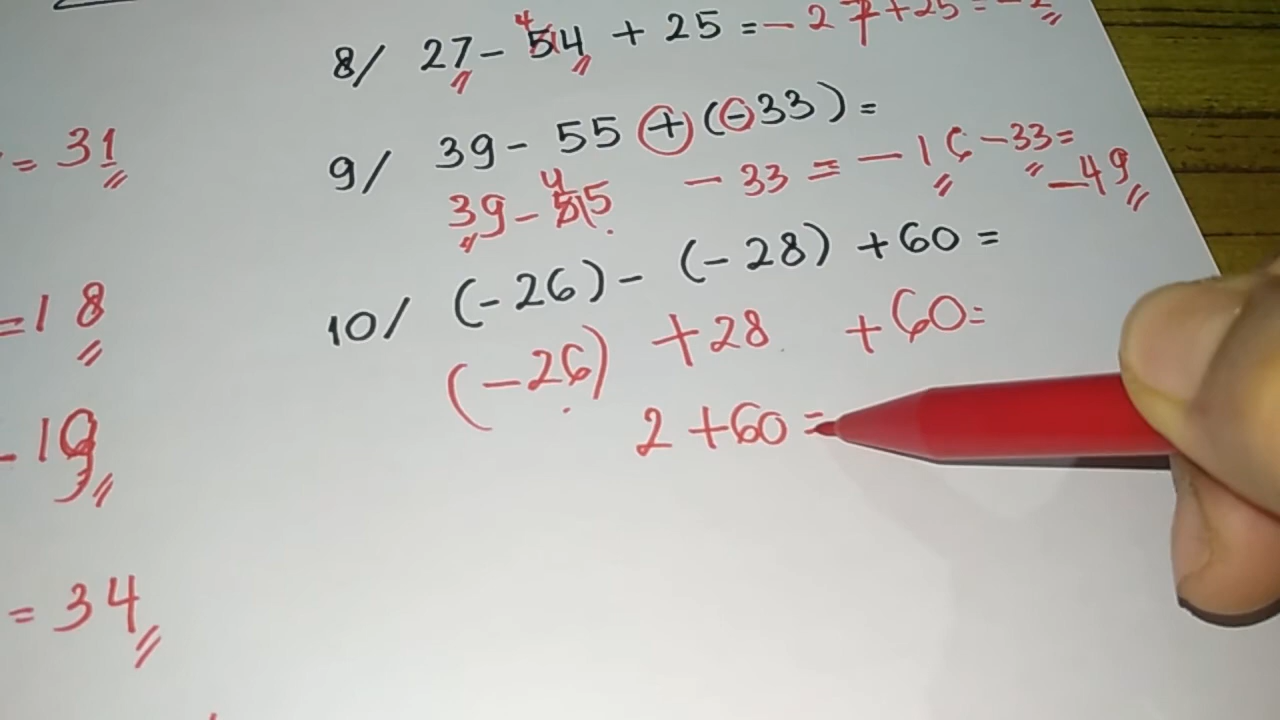 8/ 27 - 54 + 25 = - 27 + 25 = - 2
= 31
9/ 39 - 55 + (-33) =
39 - 55 - 33 = - 16 - 33 =
- 49
10/ (-26) - (-28) + 60 =
= 18
(-26) + 28 + 60 =
- 19
2 + 60 =
= 34